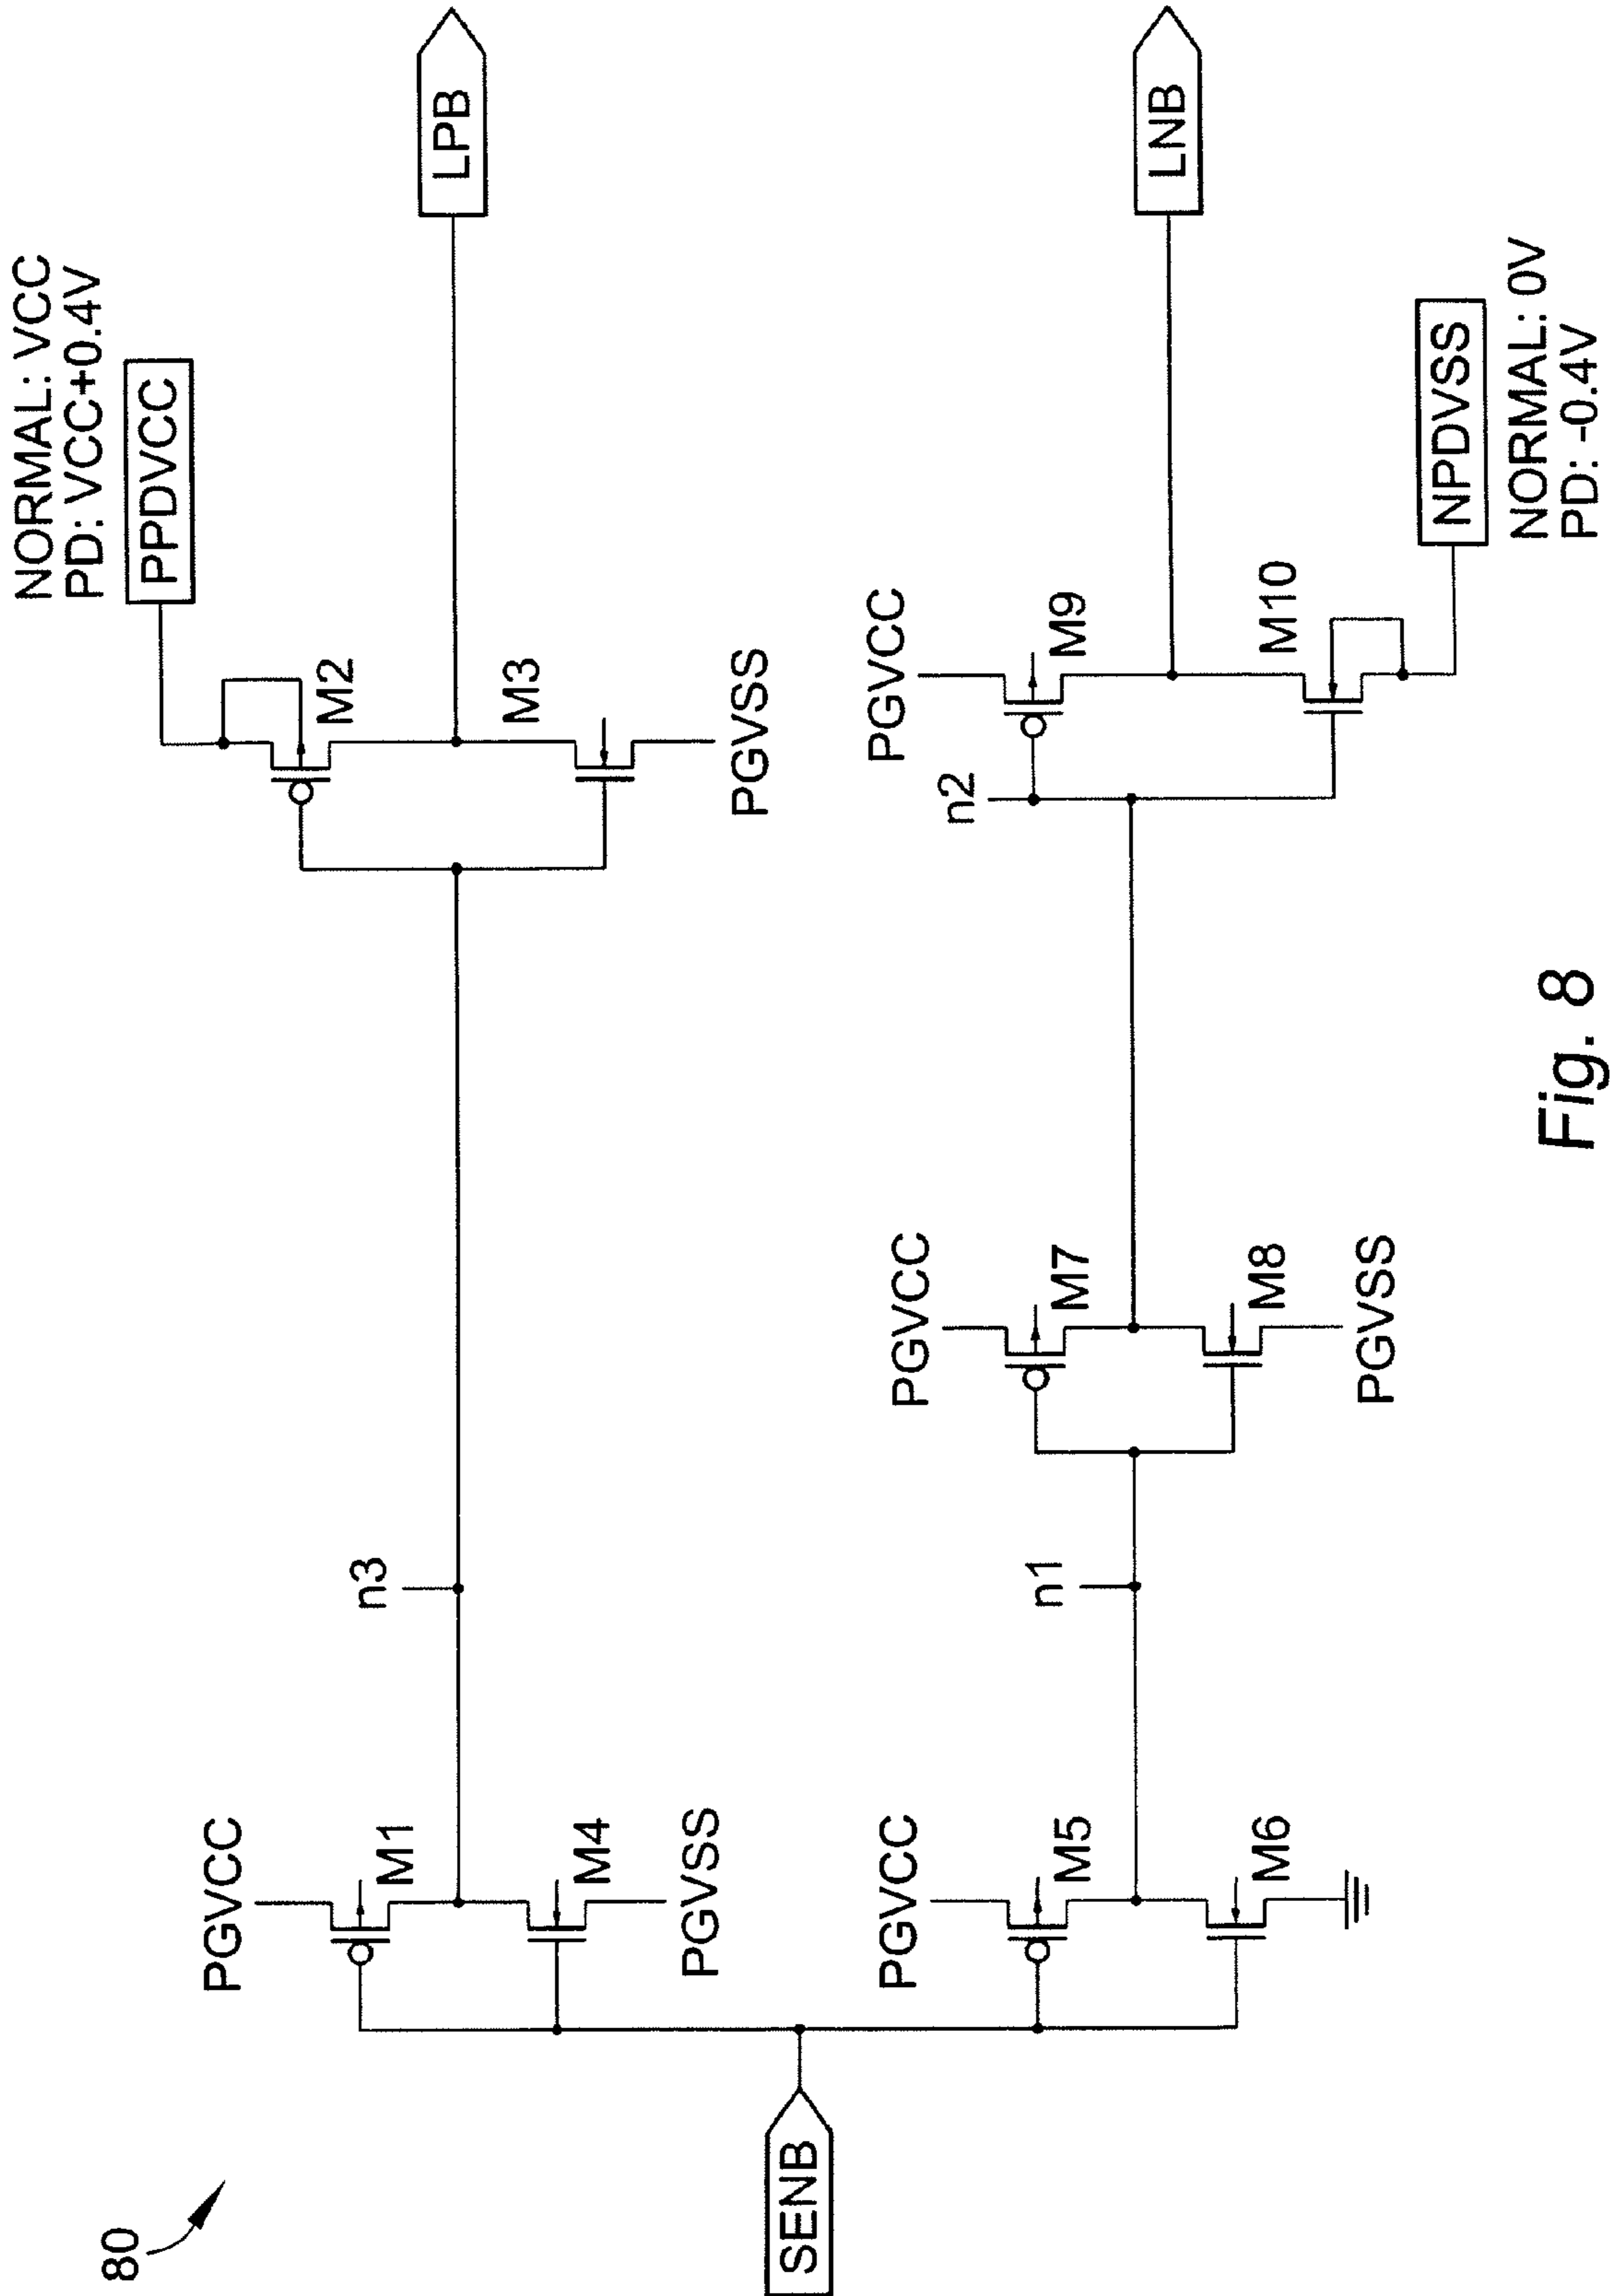 80
NORMAL: VCC
PD: VCC+0.4V
PPDVCC
PGVCC
M1
n3
M2
LPB
M4
M3
PGVSS
PGVSS
SENB
PGVCC
M5
n1
PGVCC
M7
n2
PGVCC
M9
LNB
M6
M8
PGVSS
M10
NPDVSS
NORMAL: 0V
PD: -0.4V
Fig. 8